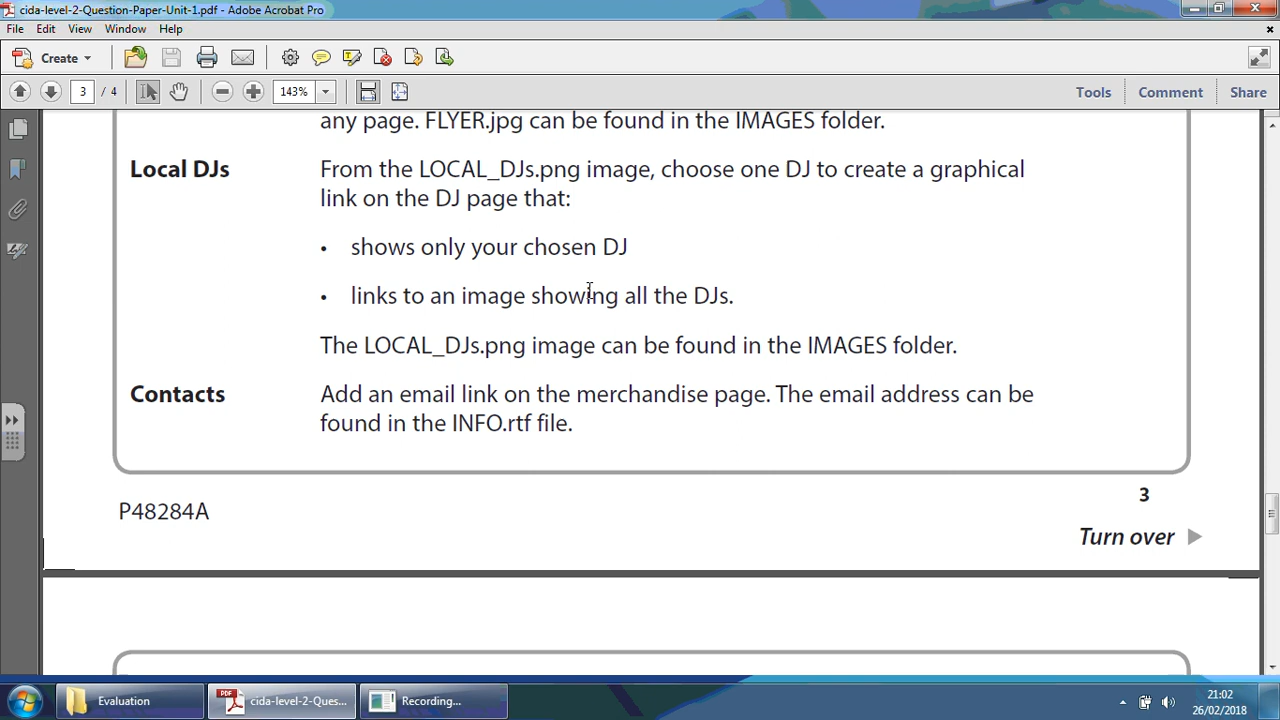 cida-level-2-Question-Paper-Unit-1.pdf - Adobe Acrobat Pro
File Edit View Window Help
Create
3 / 4 143% Tools Comment Share
any page. FLYER.jpg can be found in the IMAGES folder.
Local DJs From the LOCAL_DJs.png image, choose one DJ to create a graphical
link on the DJ page that:
• shows only your chosen DJ
• links to an image showing all the DJs.
The LOCAL_DJs.png image can be found in the IMAGES folder.
Contacts Add an email link on the merchandise page. The email address can be
found in the INFO.rtf file.
3
P48284A
Turn over
Evaluation cida-level-2-Ques... Recording... 21:02
26/02/2018